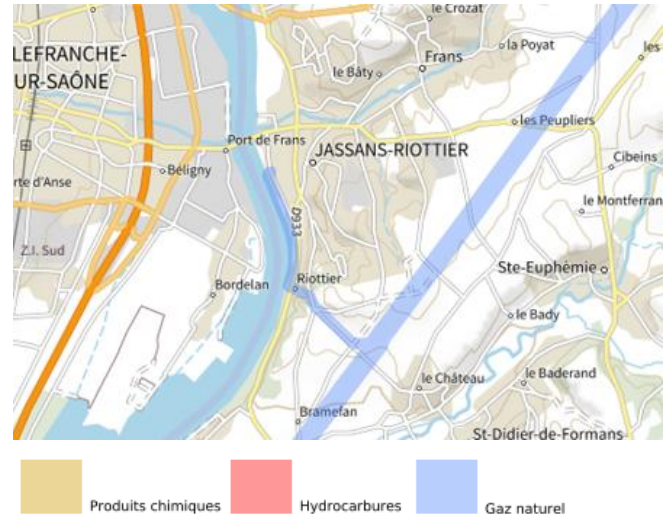 le Crozat
LEFRANCHE-
UR-SAÔNE
la Poyat
les
Frans
le Bâty
les Peupliers
Port de Frans
JASSANS-RIOTTIER
Cibeins
Béligny
rte d'Anse
le Montferran
D933
Z.I. Sud
Ste-Euphémie
Riottier
Bordelan
le Bady
le Château
le Baderand
Bramefan
St-Didier-de-Formans
Produits chimiques
Hydrocarbures
Gaz naturel